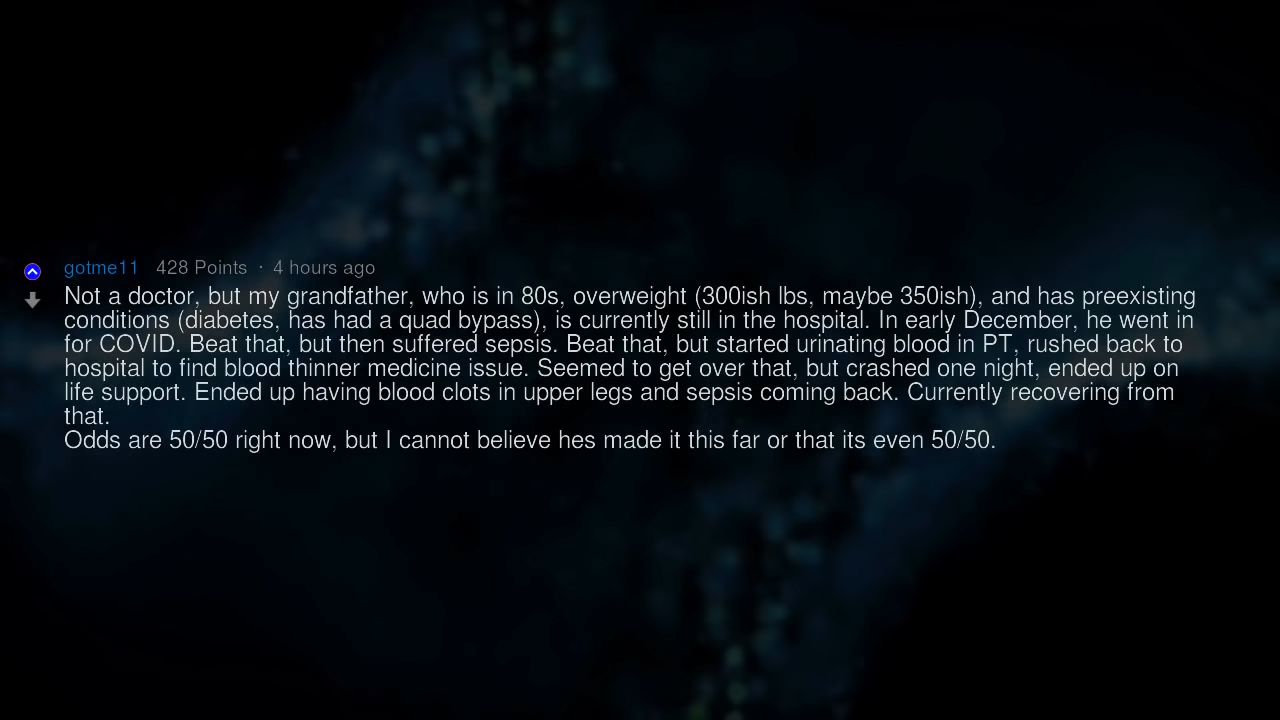 gotme11 428 Points · 4 hours ago
Not a doctor, but my grandfather, who is in 80s, overweight (300ish lbs, maybe 350ish), and has preexisting
conditions (diabetes, has had a quad bypass), is currently still in the hospital. In early December, he went in
for COVID. Beat that, but then suffered sepsis. Beat that, but started urinating blood in PT, rushed back to
hospital to find blood thinner medicine issue. Seemed to get over that, but crashed one night, ended up on
life support. Ended up having blood clots in upper legs and sepsis coming back. Currently recovering from
that.
Odds are 50/50 right now, but I cannot believe hes made it this far or that its even 50/50.